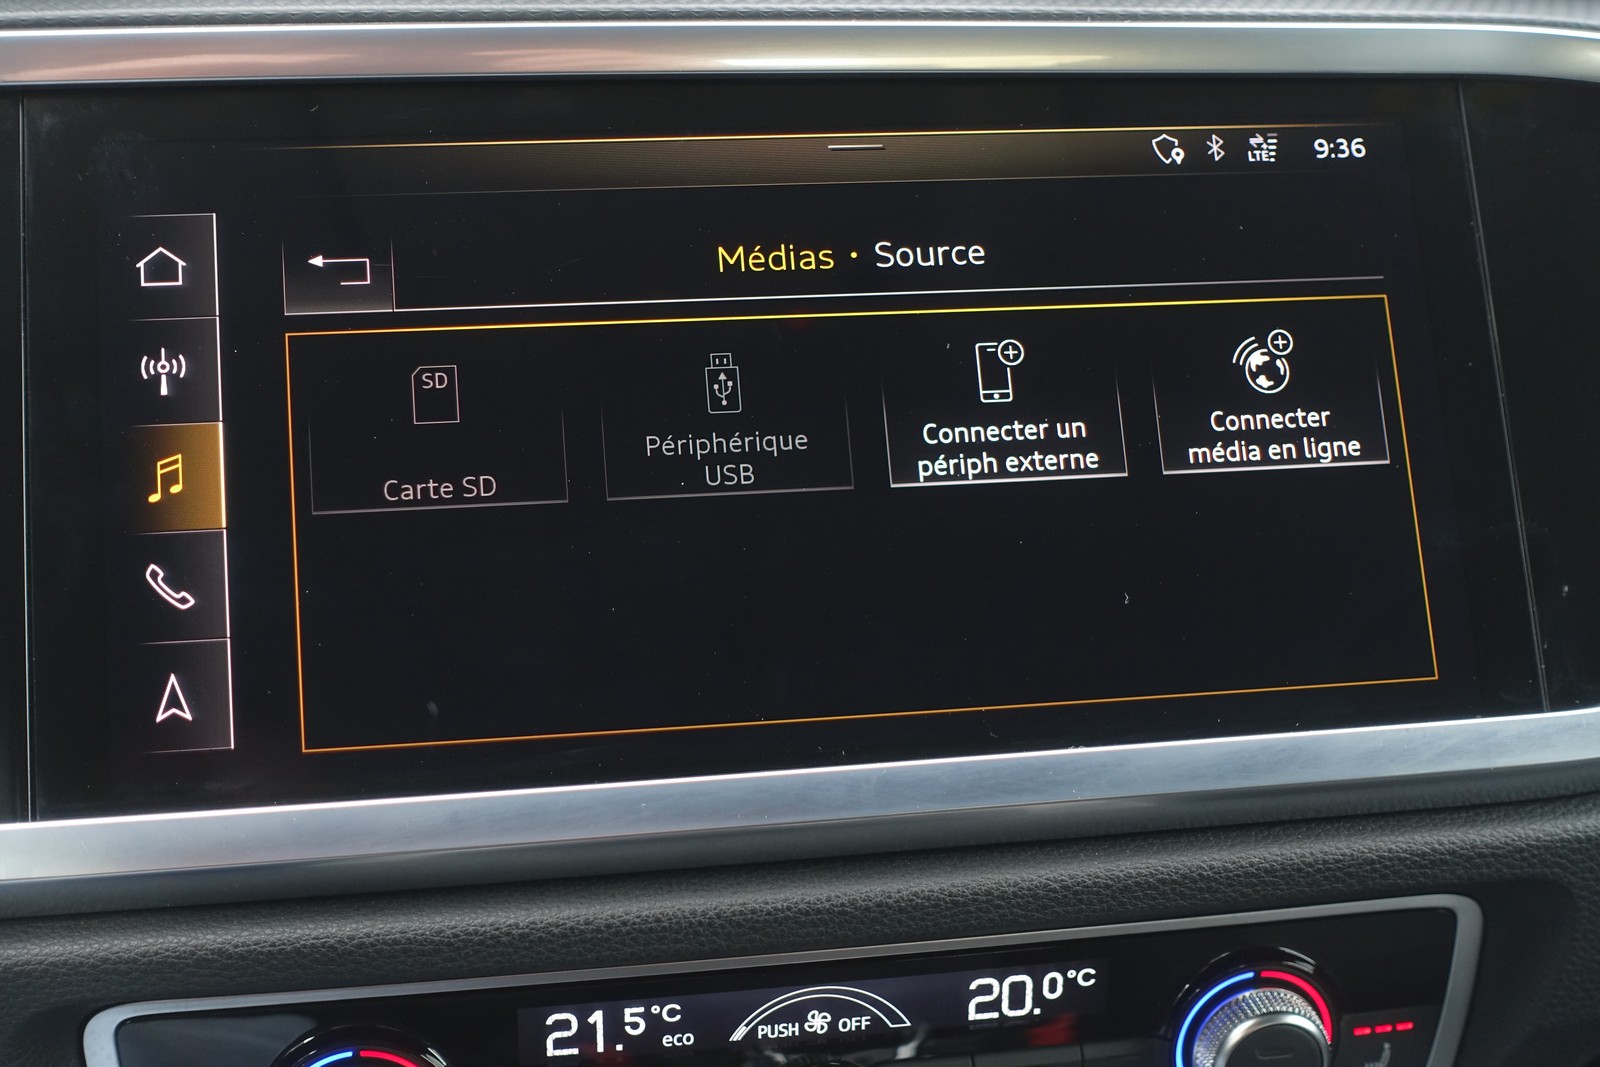 LTE
9:36
Médias · Source
SD
Carte SD
Périphérique
USB
Connecter un
périph externe
Connecter
média en ligne
21.5°C
eco
PUSH OFF
20.0°C